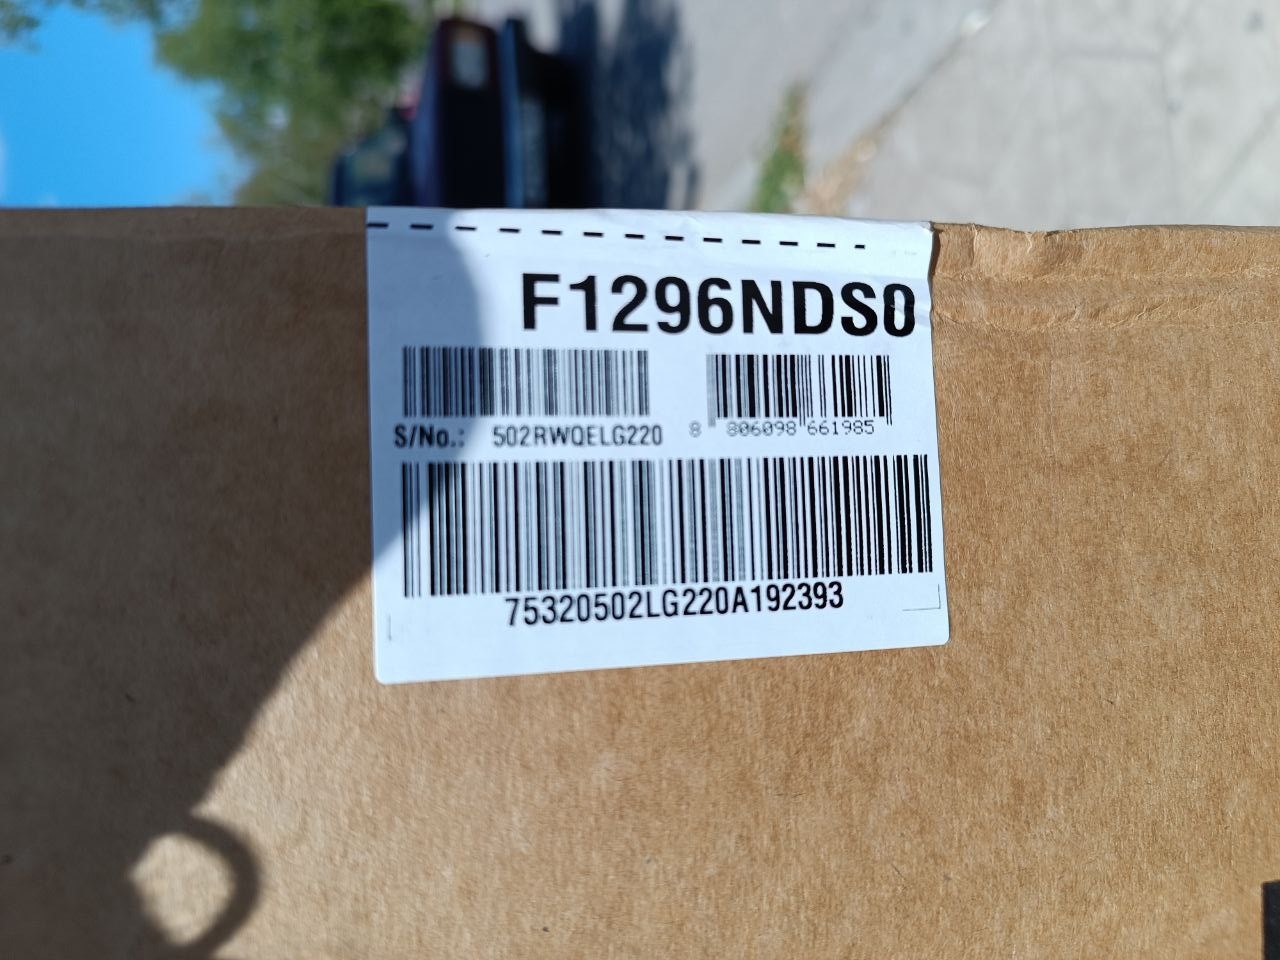 F1296NDS0
S/No.: 502RWQELG220
8 806098 661985
75320502LG220A192393